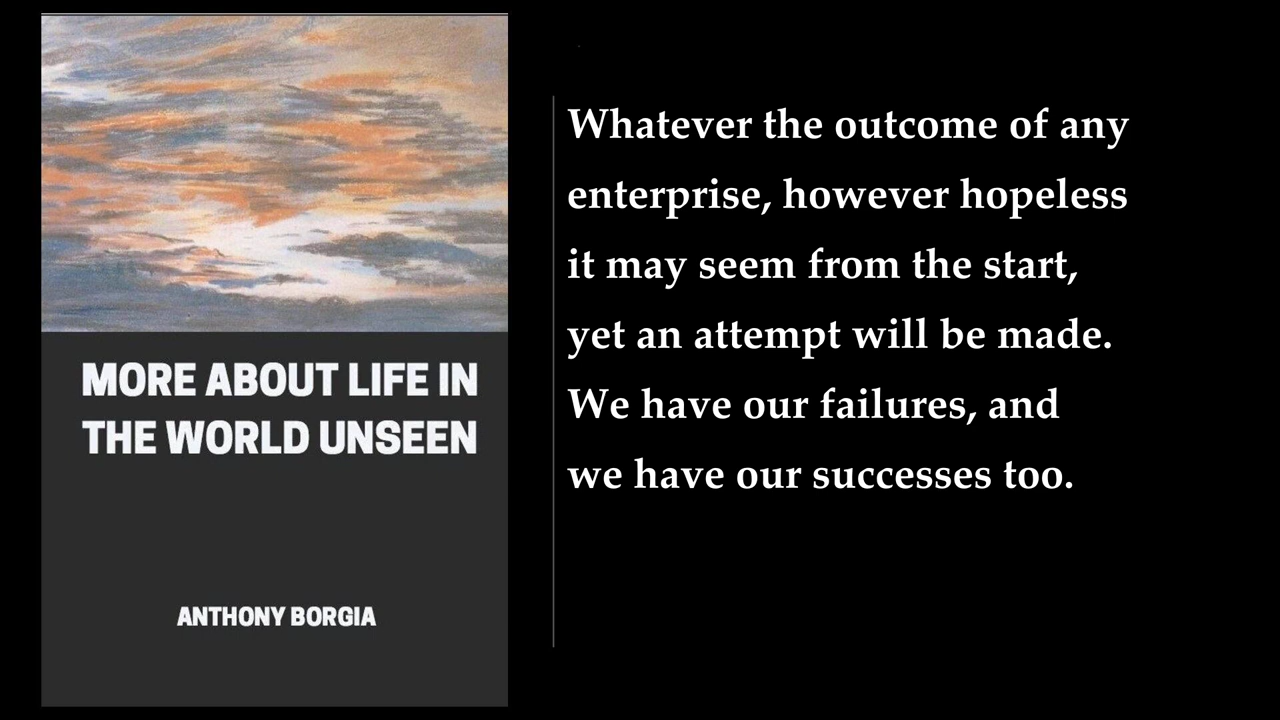 MORE ABOUT LIFE IN
THE WORLD UNSEEN
ANTHONY BORGIA
Whatever the outcome of any
enterprise, however hopeless
it may seem from the start,
yet an attempt will be made.
We have our failures, and
we have our successes too.